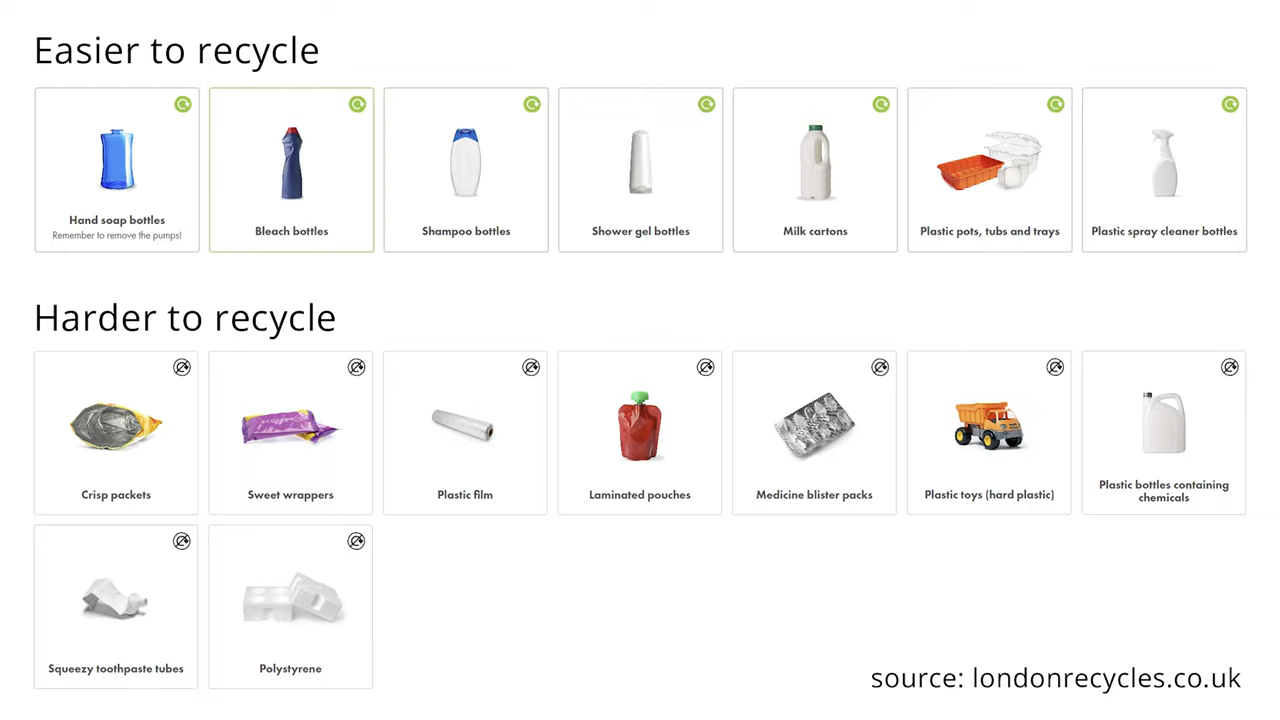 Easier to recycle
Hand soap bottles
Remember to remove the pumps!
Bleach bottles
Shampoo bottles
Shower gel bottles
Milk cartons
Plastic pots, tubs and trays
Plastic spray cleaner bottles
Harder to recycle
Crisp packets
Sweet wrappers
Plastic film
Laminated pouches
Medicine blister packs
Plastic toys (hard plastic)
Plastic bottles containing
chemicals
Squeezy toothpaste tubes
Polystyrene
source: londonrecycles.co.uk